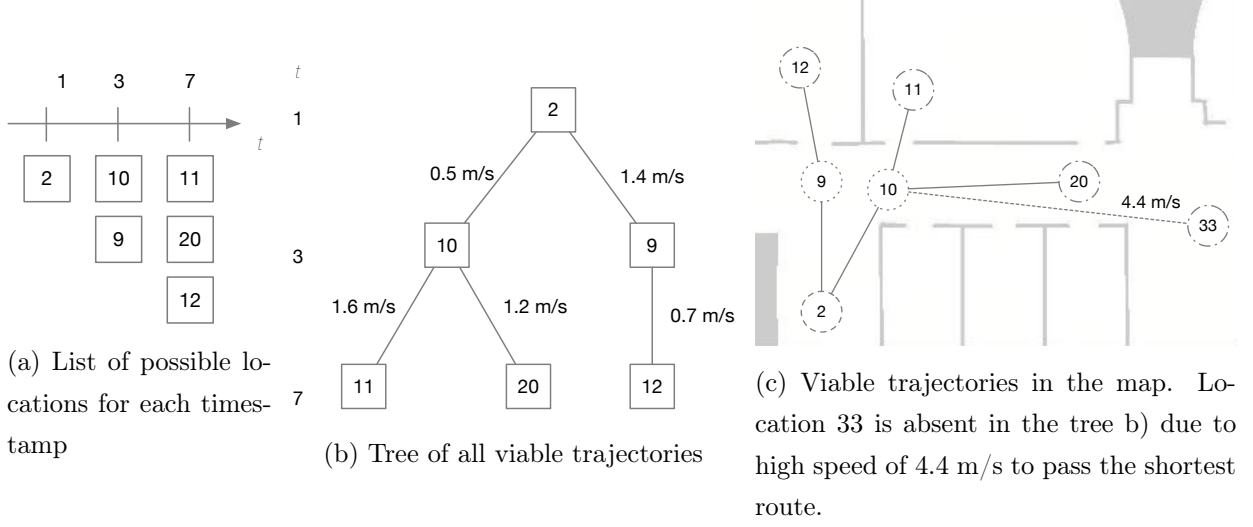 1 3 7
t
2 10 11
9 20
12
(a) List of possible lo-
cations for each times-
tamp
t
1
2
0.5 m/s 1.4 m/s
3
10 9
1.6 m/s 1.2 m/s 0.7 m/s
7
11 20 12
(b) Tree of all viable trajectories
12
11
9
10
20
4.4 m/s
33
2
(c) Viable trajectories in the map. Lo-
cation 33 is absent in the tree b) due to
high speed of 4.4 m/s to pass the shortest
route.